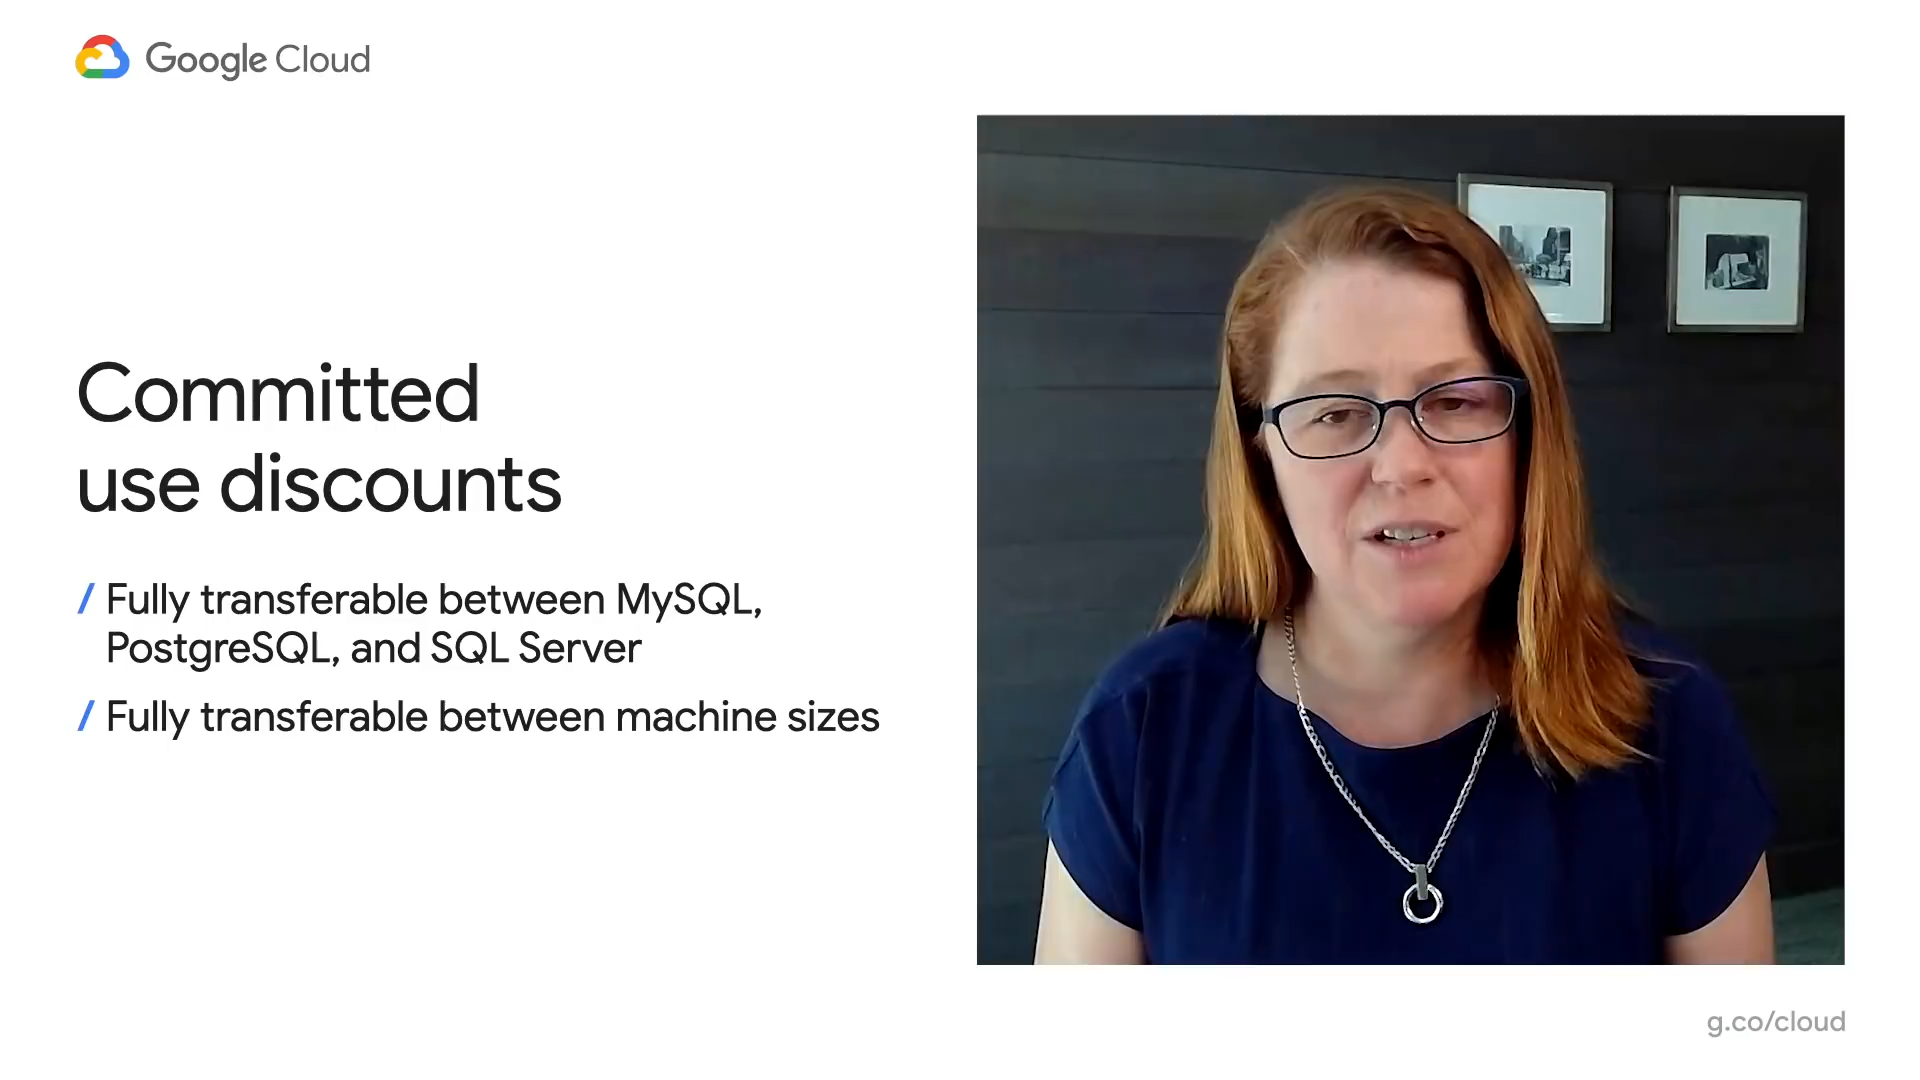 Google Cloud
Committed
use discounts
/ Fully transferable between MySQL,
PostgreSQL, and SQL Server
/ Fully transferable between machine sizes
g.co/cloud